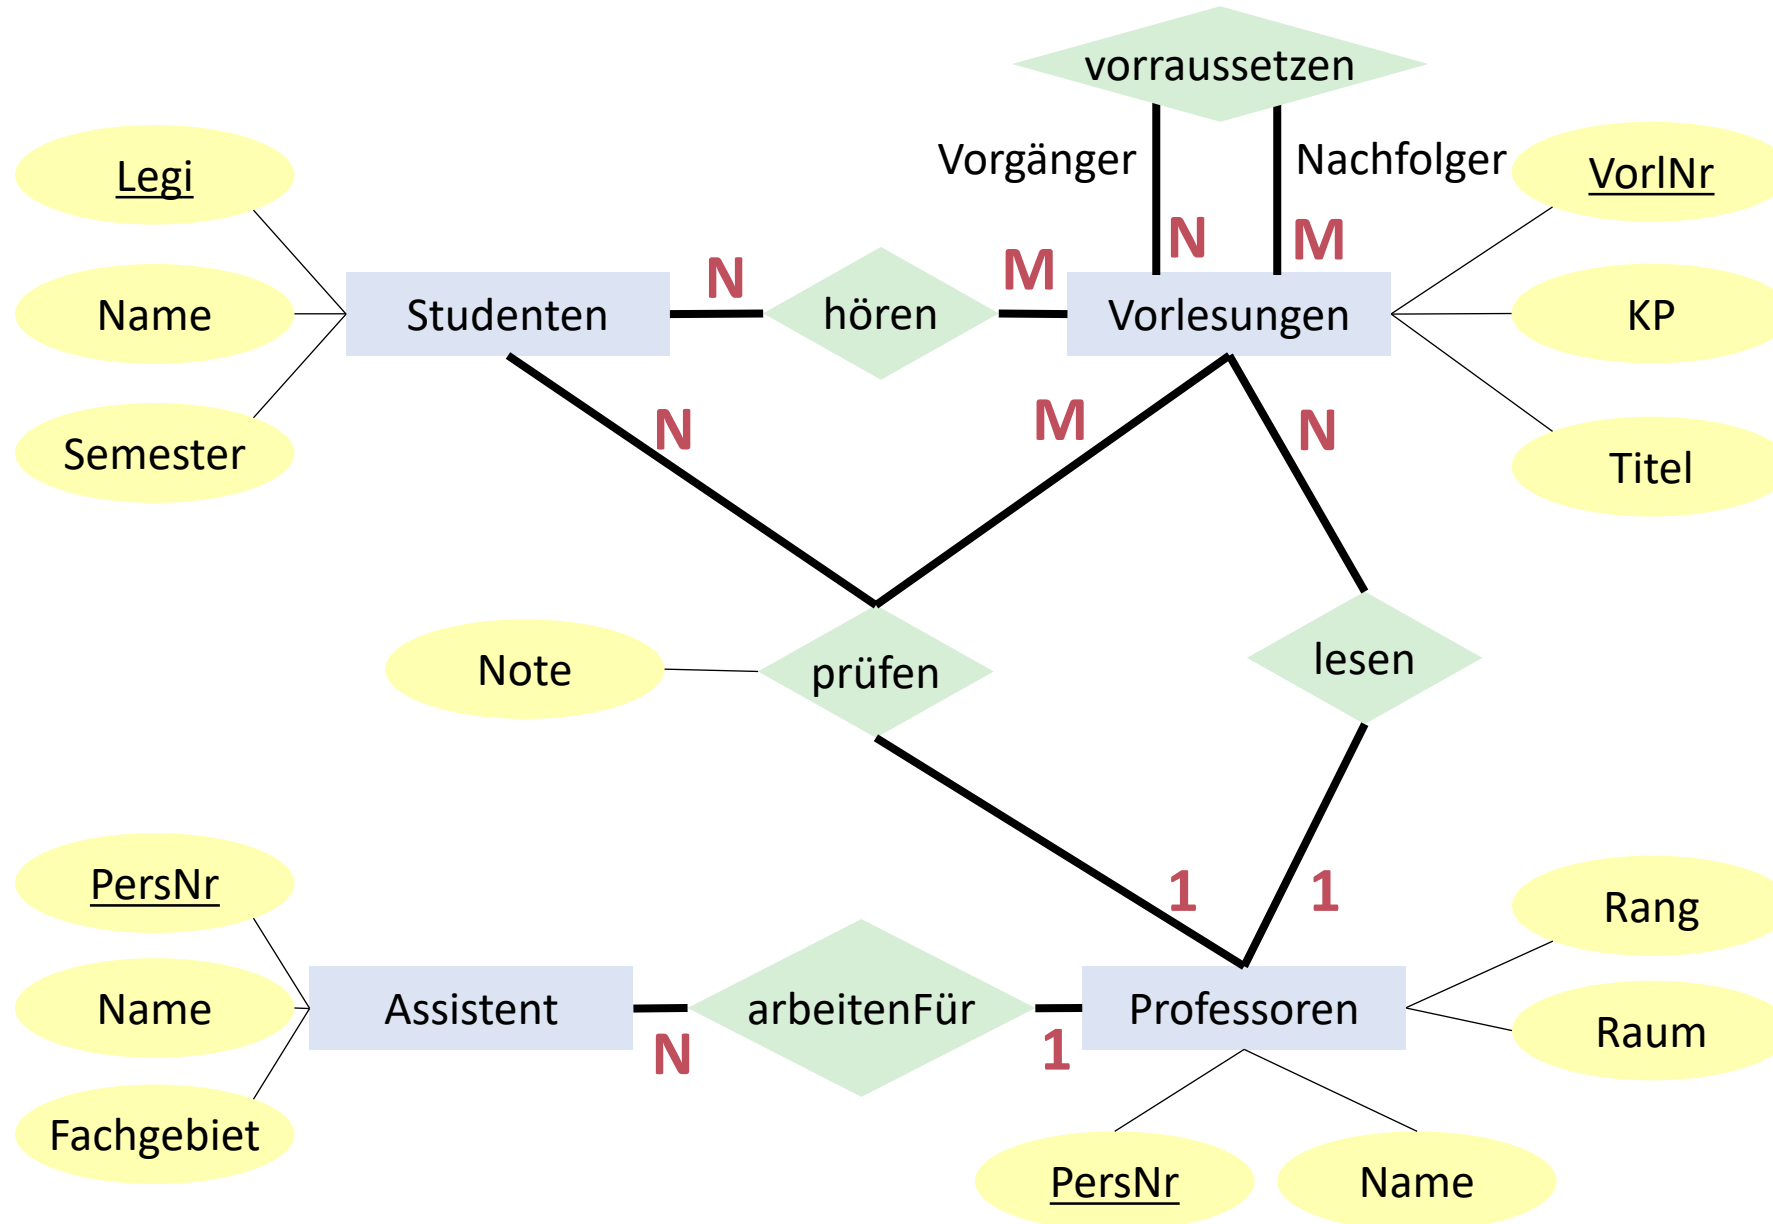 vorraussetzen
Vorgänger
Nachfolger
Legi
VorlNr
N
M
N
M
Name
Studenten
hören
Vorlesungen
KP
Semester
N
M
N
Titel
Note
prüfen
lesen
PersNr
1
1
Rang
Name
Assistent
arbeitenFür
Professoren
Raum
N
1
Fachgebiet
PersNr
Name